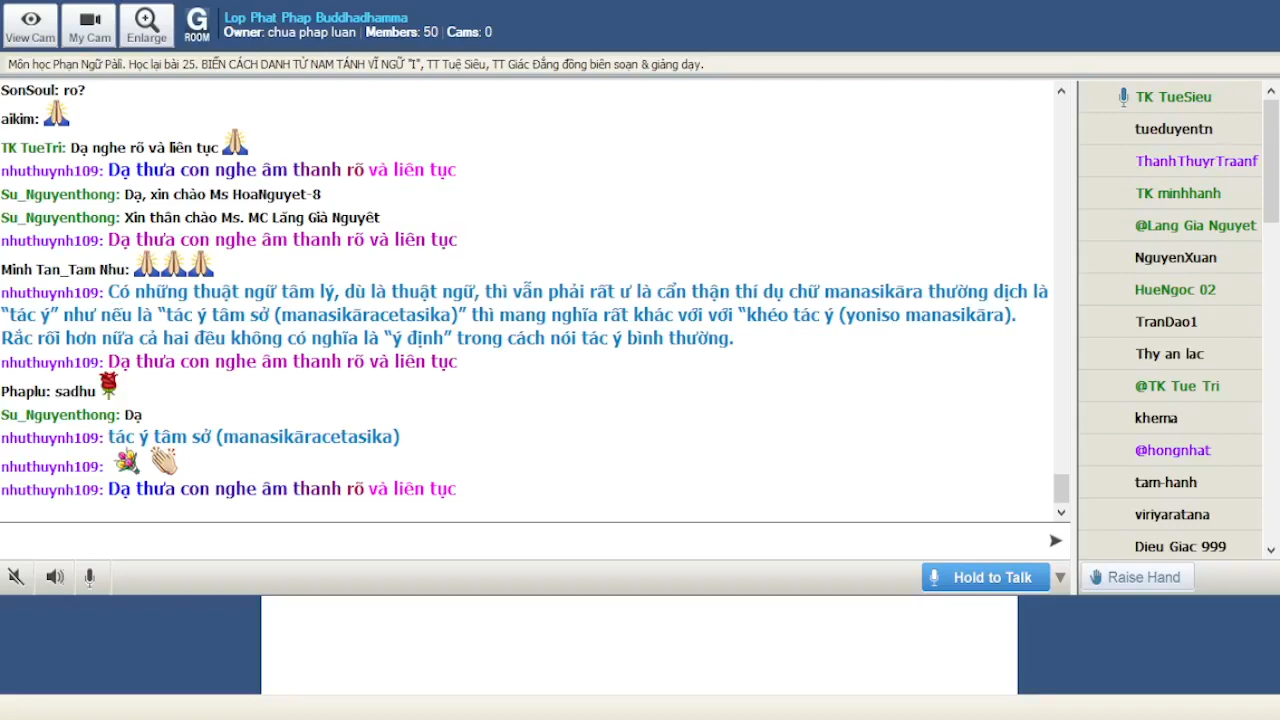 View Cam
My Cam
Enlarge
G
ROOM
Lop Phat Phap Buddhadhamma
Owner: chua phap luan | Members: 50 | Cams: 0
Môn học Phạn Ngữ Pàli. Học lại bài 25. BIẾN CÁCH DANH TỪ NAM TÁNH VĨ NGỮ "I", TT Tuệ Siêu, TT Giác Đẳng đồng biên soạn & giảng dạy.
SonSoul: ro?
aikim:
TK TueTri: Dạ nghe rõ và liên tục
nhuthuynh109: Dạ thưa con nghe âm thanh rõ và liên tục
Su_Nguyenthong: Dạ, xin chào Ms HoaNguyet-8
Su_Nguyenthong: Xin thân chào Ms. MC Lăng Già Nguyệt
nhuthuynh109: Dạ thưa con nghe âm thanh rõ và liên tục
Minh Tan_Tam Nhu:
nhuthuynh109: Có những thuật ngữ tâm lý, dù là thuật ngữ, thì vẫn phải rất ư là cẩn thận thí dụ chữ manasikāra thường dịch là
“tác ý” như nếu là “tác ý tâm sở (manasikāracetasika)” thì mang nghĩa rất khác với với “khéo tác ý (yoniso manasikāra).
Rắc rối hơn nữa cả hai đều không có nghĩa là “ý định” trong cách nói tác ý bình thường.
nhuthuynh109: Dạ thưa con nghe âm thanh rõ và liên tục
Phaplu: sadhu
Su_Nguyenthong: Dạ
nhuthuynh109: tác ý tâm sở (manasikāracetasika)
nhuthuynh109:
nhuthuynh109: Dạ thưa con nghe âm thanh rõ và liên tục
Hold to Talk
TK TueSieu
tueduyentn
ThanhThuyrTraanf
TK minhhanh
@Lang Gia Nguyet
NguyenXuan
HueNgoc 02
TranDao1
Thy an lac
@TK Tue Tri
khema
@hongnhat
tam-hanh
viriyaratana
Dieu Giac 999
Raise Hand